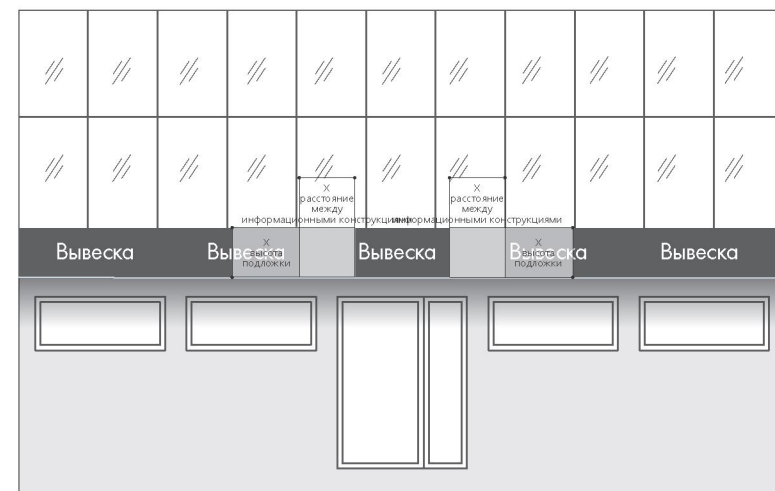 X
расстояние
между
информационными конструкциями
X
расстояние
между
информационными конструкциями
Вывеска
Вывеска
X
высота
подложки
Вывеска
Вывеска
X
высота
подложки
Вывеска